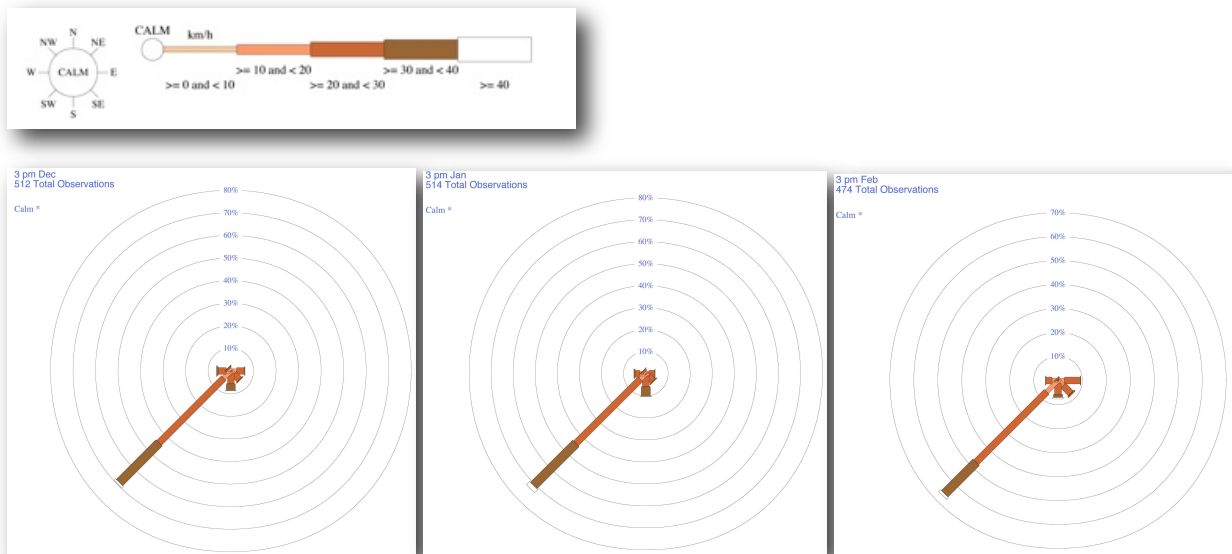 N
NW
NE
W
CALM
E
SW
SE
S
CALM
km/h
>= 10 and < 20
>= 30 and < 40
>= 0 and < 10
>= 20 and < 30
>= 40
3 pm Dec
512 Total Observations
Calm *
80%
70%
60%
50%
40%
30%
20%
10%
3 pm Jan
514 Total Observations
Calm *
80%
70%
60%
50%
40%
30%
20%
10%
3 pm Feb
474 Total Observations
Calm *
70%
60%
50%
40%
30%
20%
10%